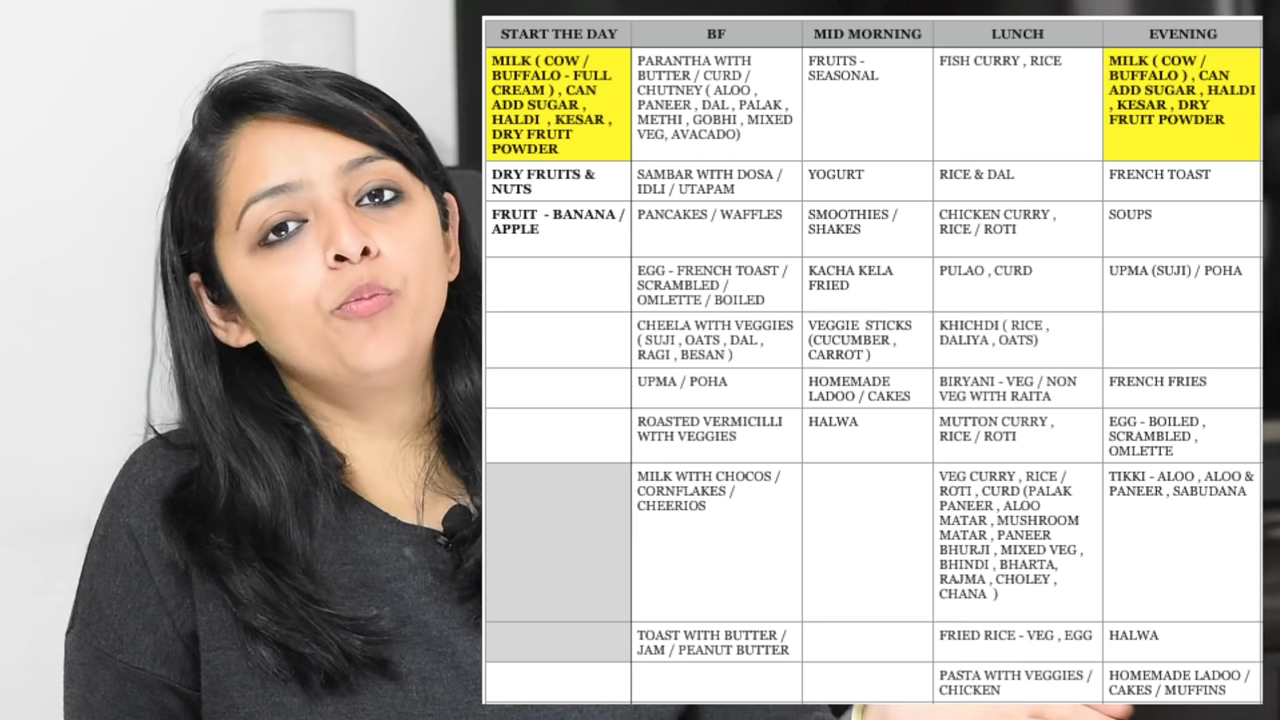 START THE DAY
BF
MID MORNING
LUNCH
EVENING
MILK ( COW /
BUFFALO - FULL
CREAM ) , CAN
ADD SUGAR ,
HALDI , KESAR ,
DRY FRUIT
POWDER
PARANTHA WITH
BUTTER / CURD /
CHUTNEY ( ALOO ,
PANEER , DAL , PALAK ,
METHI , GOBHI , MIXED
VEG, AVACADO)
FRUITS -
SEASONAL
FISH CURRY , RICE
MILK ( COW /
BUFFALO ) , CAN
ADD SUGAR , HALDI
, KESAR , DRY
FRUIT POWDER
DRY FRUITS &
NUTS
SAMBAR WITH DOSA /
IDLI / UTAPAM
YOGURT
RICE & DAL
FRENCH TOAST
FRUIT - BANANA /
APPLE
PANCAKES / WAFFLES
SMOOTHIES /
SHAKES
CHICKEN CURRY ,
RICE / ROTI
SOUPS
EGG - FRENCH TOAST /
SCRAMBLED /
OMLETTE / BOILED
KACHA KELA
FRIED
PULAO , CURD
UPMA (SUJI) / POHA
CHEELA WITH VEGGIES
( SUJI , OATS , DAL ,
RAGI , BESAN )
VEGGIE STICKS
(CUCUMBER ,
CARROT )
KHICHDI ( RICE ,
DALIYA , OATS)
UPMA / POHA
HOMEMADE
LADOO / CAKES
BIRYANI - VEG / NON
VEG WITH RAITA
FRENCH FRIES
ROASTED VERMICILLI
WITH VEGGIES
HALWA
MUTTON CURRY ,
RICE / ROTI
EGG - BOILED ,
SCRAMBLED ,
OMLETTE
MILK WITH CHOCOS /
CORNFLAKES /
CHEERIOS
VEG CURRY , RICE /
ROTI , CURD (PALAK
PANEER , ALOO
MATAR , MUSHROOM
MATAR , PANEER
BHURJI , MIXED VEG ,
BHINDI , BHARTA,
RAJMA , CHOLEY ,
CHANA )
TIKKI - ALOO , ALOO &
PANEER , SABUDANA
TOAST WITH BUTTER /
JAM / PEANUT BUTTER
FRIED RICE - VEG , EGG
HALWA
PASTA WITH VEGGIES /
CHICKEN
HOMEMADE LADOO /
CAKES / MUFFINS